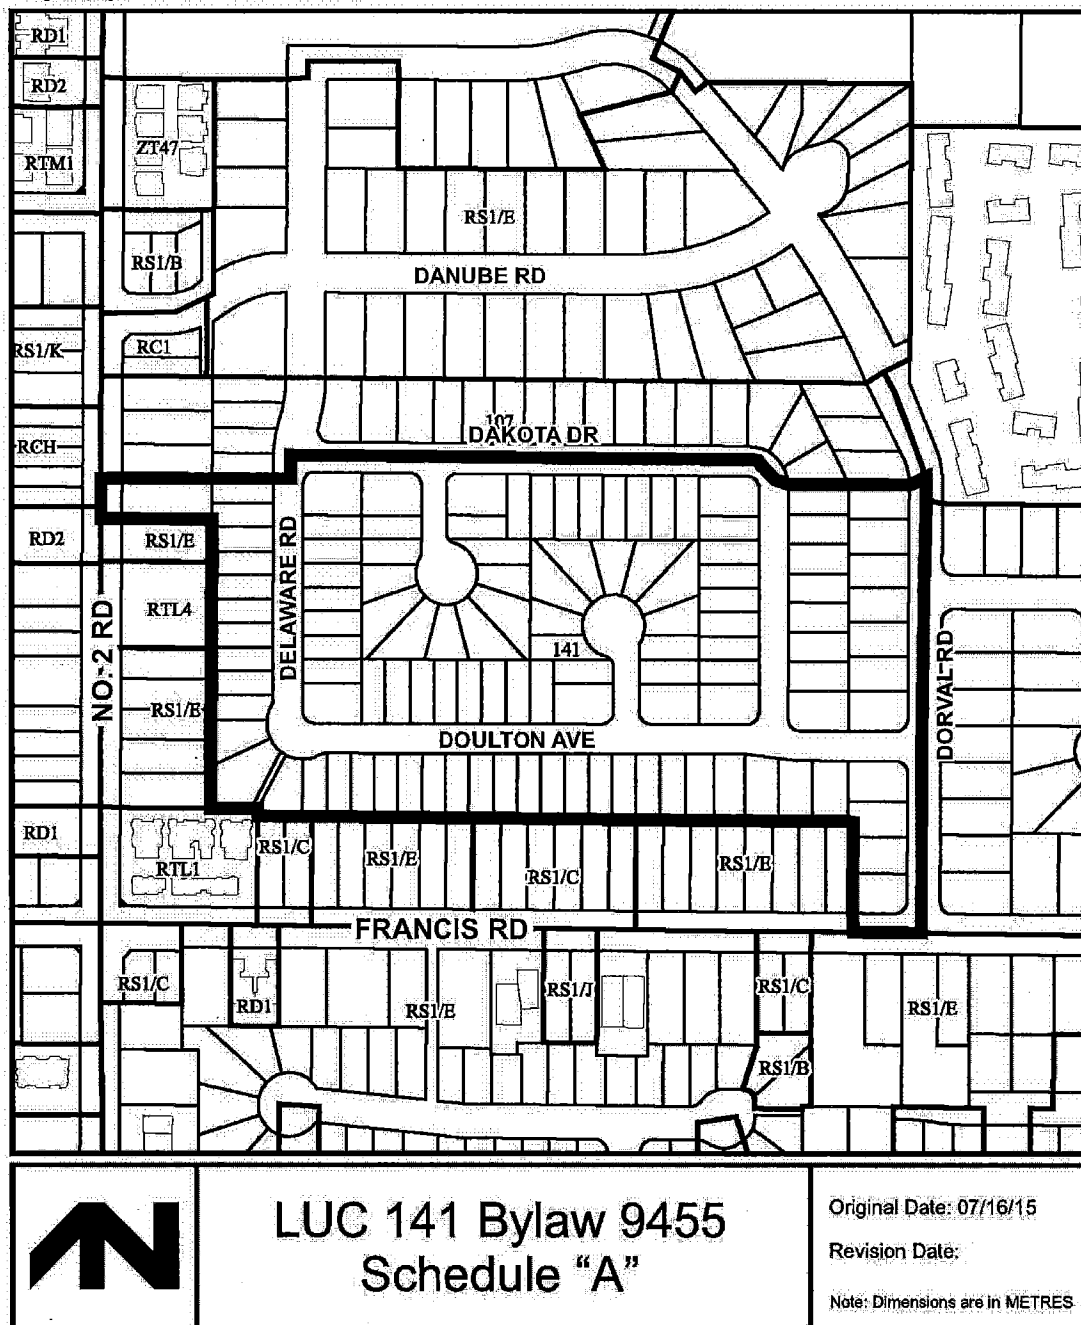 RD1
RD2
ZT47
RTM1
RS1/E
RS1/B
DANUBE RD
RS1/K
RC1
107
DAKOTA DR
RCH
RD2
RS1/E
DELAWARE RD
RTL4
NO. 2 RD
141
RS1/E
DORVAL RD
DOULTON AVE
RD1
RS1/C
RS1/E
RS1/E
RTL1
RS1/C
FRANCIS RD
RS1/C
RD1
RS1/E
RS1/J
RS1/C
RS1/E
RS1/B
LUC 141 Bylaw 9455
Schedule “A”
Original Date: 07/16/15
Revision Date:
Note: Dimensions are in METRES